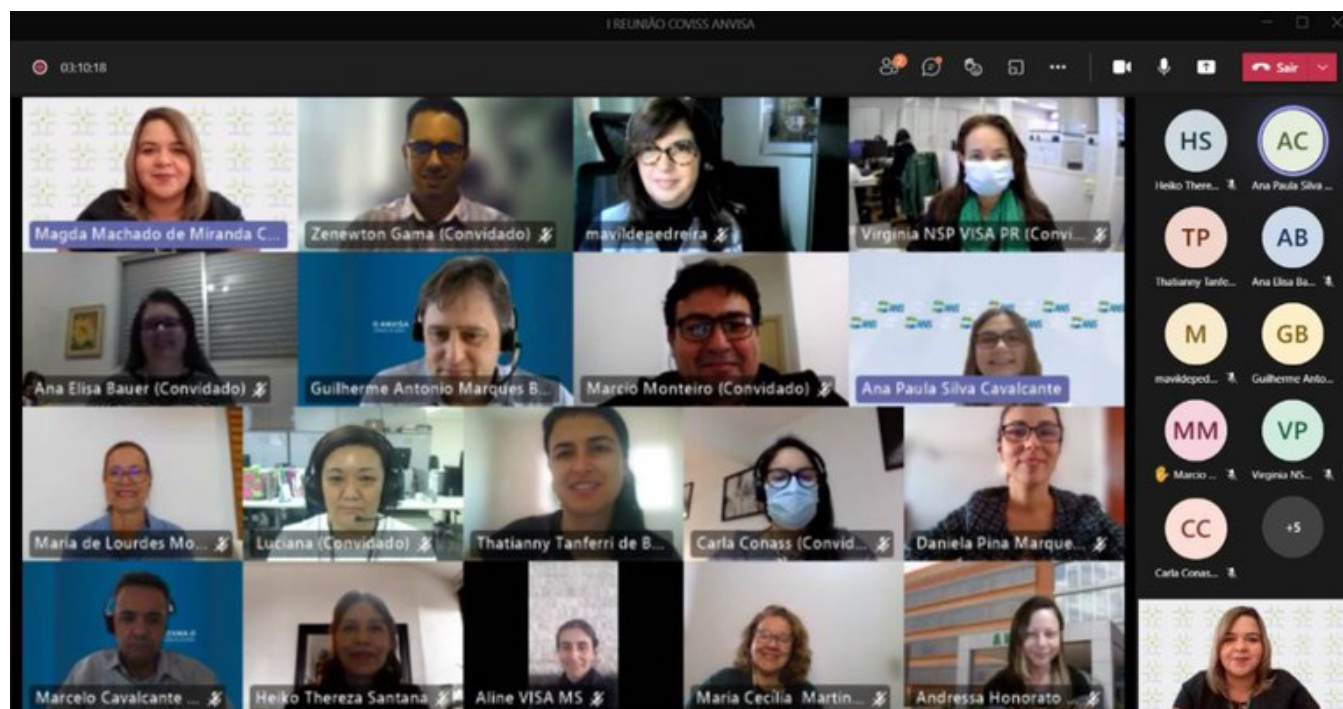 I REUNIÃO COVISS ANVISA
03:10:18
2
Sair
Magda Machado de Miranda C...
Zenewton Gama (Convidado)
mavildepedreira
Virginia NSP VISA PR (Convi...
HS
AC
Heiko There...
Ana Paula Silva ...
TP
AB
Thatianny Tanfe...
Ana Elisa Ba...
ANVISA
ANS
Ana Elisa Bauer (Convidado)
Guilherme Antonio Marques B...
Marcio Monteiro (Convidado)
Ana Paula Silva Cavalcante
M
GB
mavildeped...
Guilherme Anto...
MM
VP
Marcio ...
Virginia NS...
Maria de Lourdes Mo...
Luciana (Convidado)
Thatianny Tanferri de B...
Carla Conass (Convid...
Daniela Pina Marque...
CC
+5
Carla Conas...
Marcelo Cavalcante ...
Heiko Thereza Santana
Aline VISA MS
Maria Cecília Martin...
Andressa Honorato ...